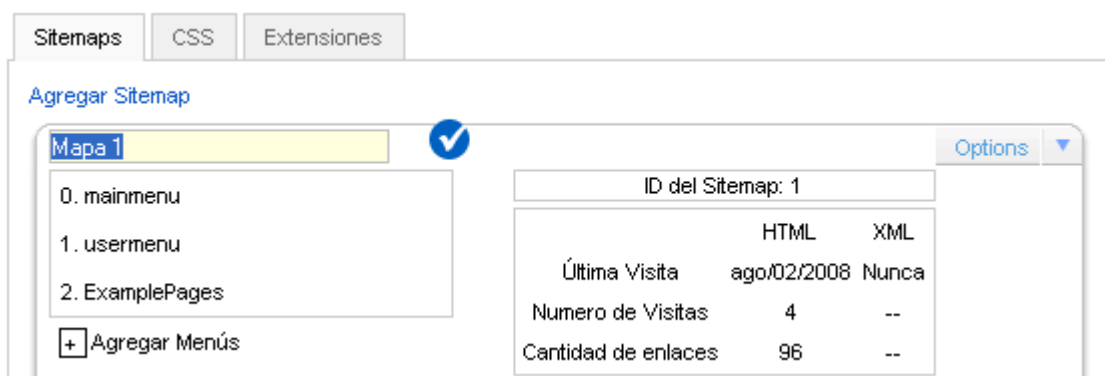 Sitemaps CSS Extensiones
Agregar Sitemap
Mapa 1
Options
0. mainmenu
1. usermenu
2. ExamplePages
+ Agregar Menús
ID del Sitemap: 1
HTML XML
Última Visita ago/02/2008 Nunca
Numero de Visitas 4 --
Cantidad de enlaces 96 --